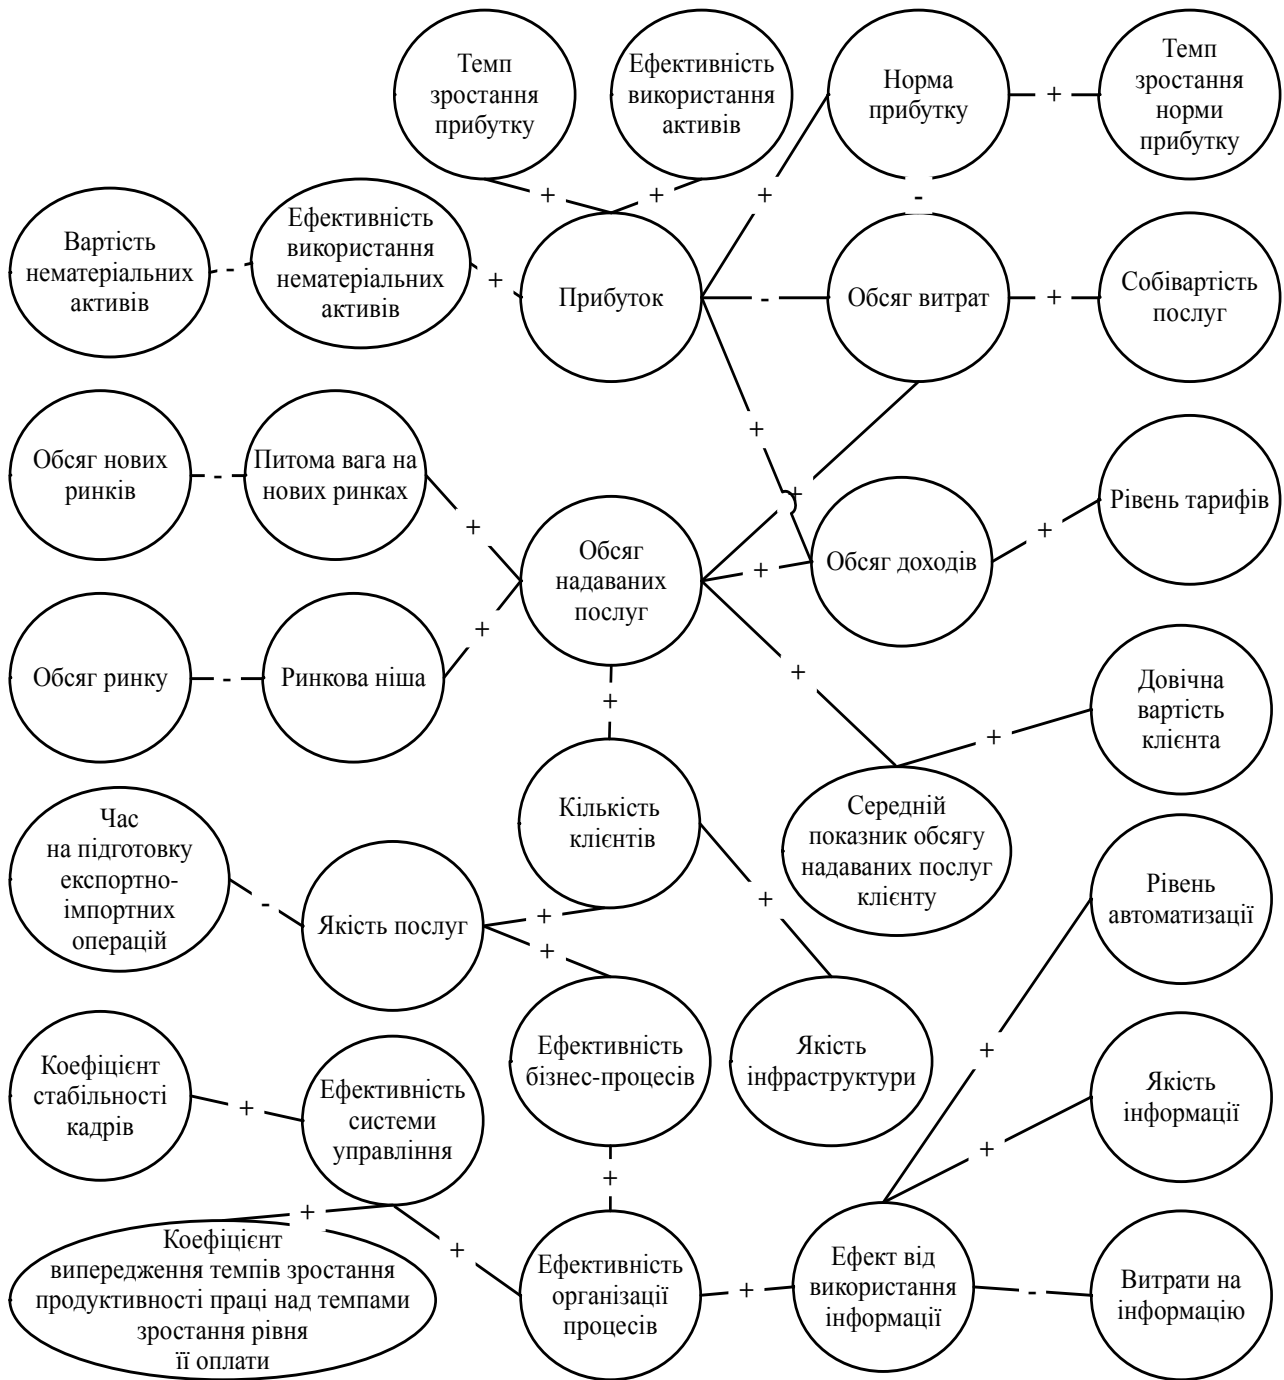 Темп
зростання
прибутку
+
Ефективність
використання
активів
+
Норма
прибутку
+
Темп
зростання
норми
прибутку
+
-
Вартість
нематеріальних
активів
-
Ефективність
використання
нематеріальних
активів
+
Прибуток
-
Обсяг витрат
+
Собівартість
послуг
+
+
Обсяг нових
ринків
-
Питома вага на
нових ринках
+
Обсяг
надаваних
послуг
+
Обсяг доходів
+
Рівень тарифів
Обсяг ринку
-
Ринкова ніша
+
+
+
Довічна
вартість
клієнта
+
Час
на підготовку
експортно-
імпортних
операцій
-
Якість послуг
+
+
Кількість
клієнтів
+
Середній
показник обсягу
надаваних послуг
клієнту
Рівень
автоматизації
+
Коефіцієнт
стабільності
кадрів
+
Ефективність
системи
управління
Ефективність
бізнес-процесів
+
Якість
інфраструктури
Якість
інформації
+
+
Коефіцієнт
випередження темпів зростання
продуктивності праці над темпами
зростання рівня
її оплати
+
Ефективність
організації
процесів
+
Ефект від
використання
інформації
-
Витрати на
інформацію